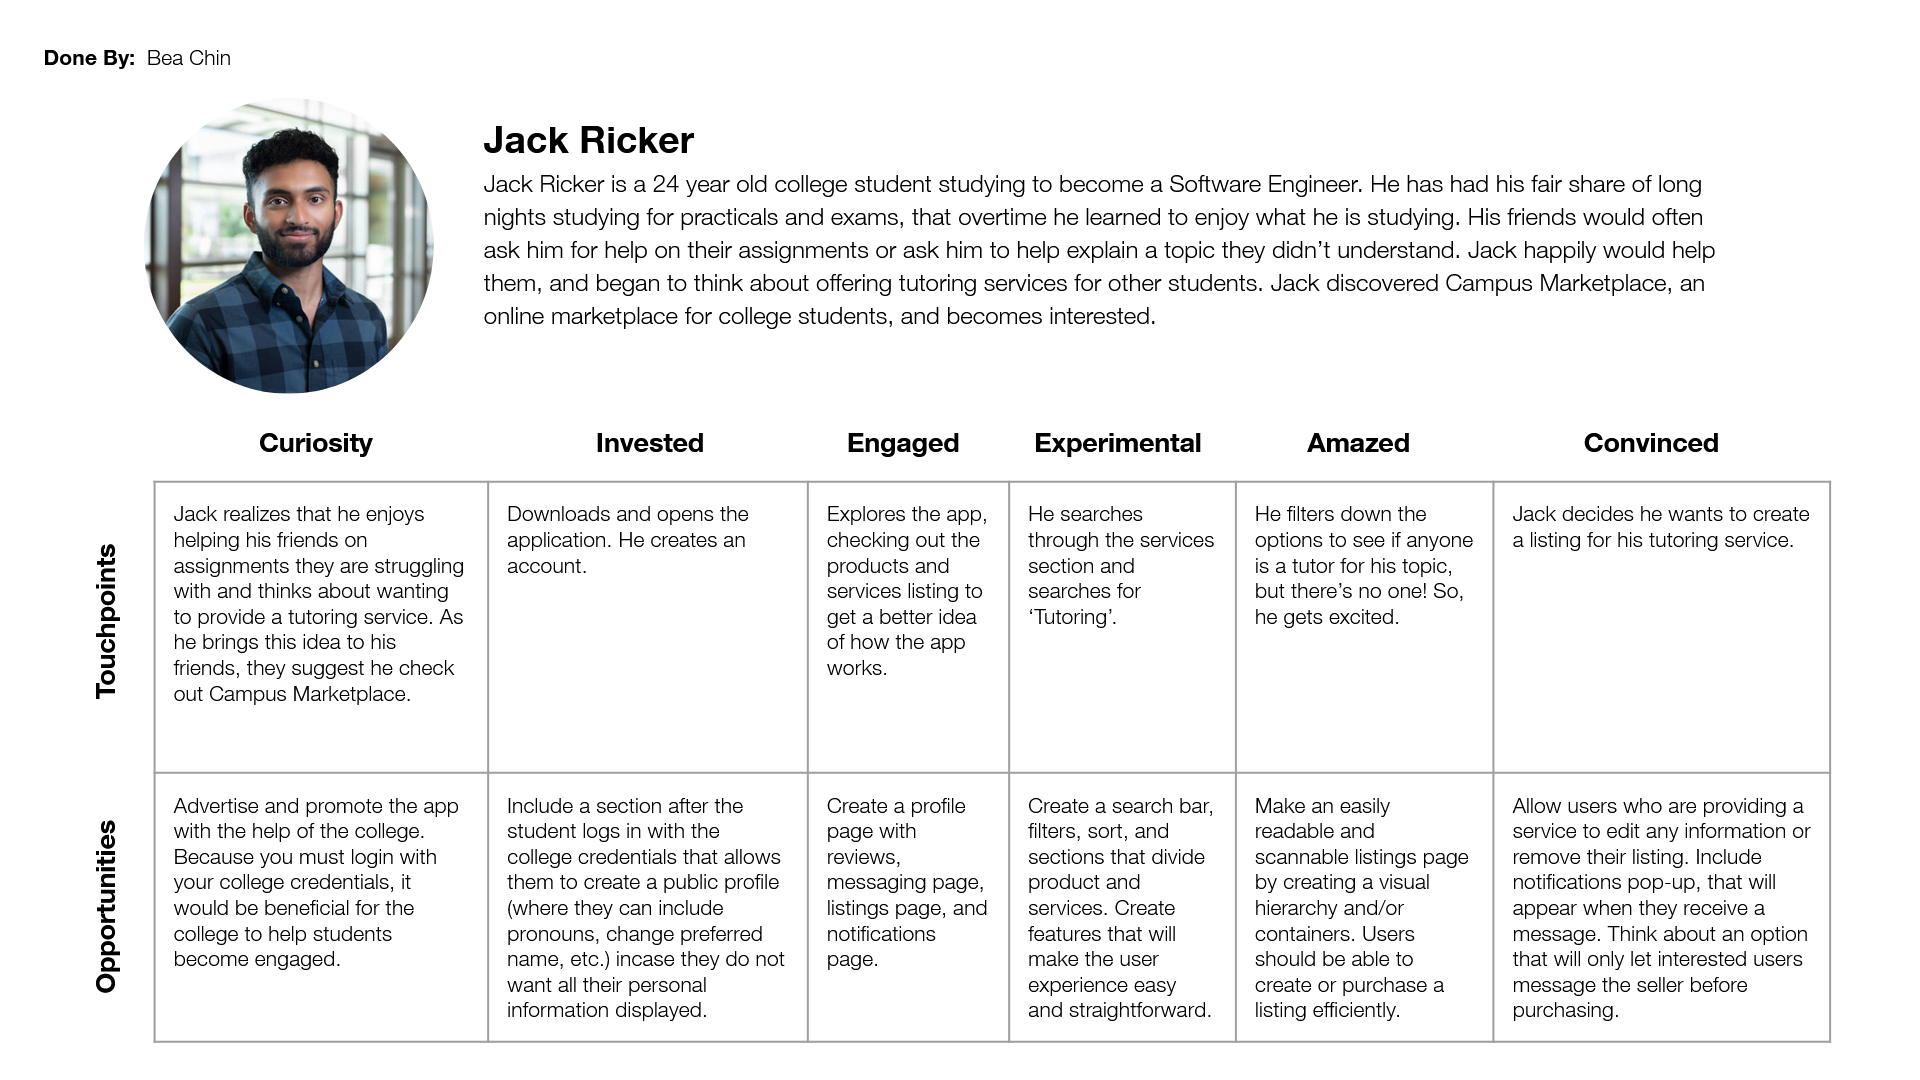 Done By: Bea Chin
Jack Ricker
Jack Ricker is a 24 year old college student studying to become a Software Engineer. He has had his fair share of long
nights studying for practicals and exams, that overtime he learned to enjoy what he is studying. His friends would often
ask him for help on their assignments or ask him to help explain a topic they didn’t understand. Jack happily would help
them, and began to think about offering tutoring services for other students. Jack discovered Campus Marketplace, an
online marketplace for college students, and becomes interested.
Curiosity
Invested
Engaged
Experimental
Amazed
Convinced
Touchpoints
Jack realizes that he enjoys
helping his friends on
assignments they are struggling
with and thinks about wanting
to provide a tutoring service. As
he brings this idea to his
friends, they suggest he check
out Campus Marketplace.
Downloads and opens the
application. He creates an
account.
Explores the app,
checking out the
products and
services listing to
get a better idea
of how the app
works.
He searches
through the services
section and
searches for
‘Tutoring’.
He filters down the
options to see if anyone
is a tutor for his topic,
but there’s no one! So,
he gets excited.
Jack decides he wants to create
a listing for his tutoring service.
Opportunities
Advertise and promote the app
with the help of the college.
Because you must login with
your college credentials, it
would be beneficial for the
college to help students
become engaged.
Include a section after the
student logs in with the
college credentials that allows
them to create a public profile
(where they can include
pronouns, change preferred
name, etc.) incase they do not
want all their personal
information displayed.
Create a profile
page with
reviews,
messaging page,
listings page, and
notifications
page.
Create a search bar,
filters, sort, and
sections that divide
product and
services. Create
features that will
make the user
experience easy
and straightforward.
Make an easily
readable and
scannable listings page
by creating a visual
hierarchy and/or
containers. Users
should be able to
create or purchase a
listing efficiently.
Allow users who are providing a
service to edit any information or
remove their listing. Include
notifications pop-up, that will
appear when they receive a
message. Think about an option
that will only let interested users
message the seller before
purchasing.